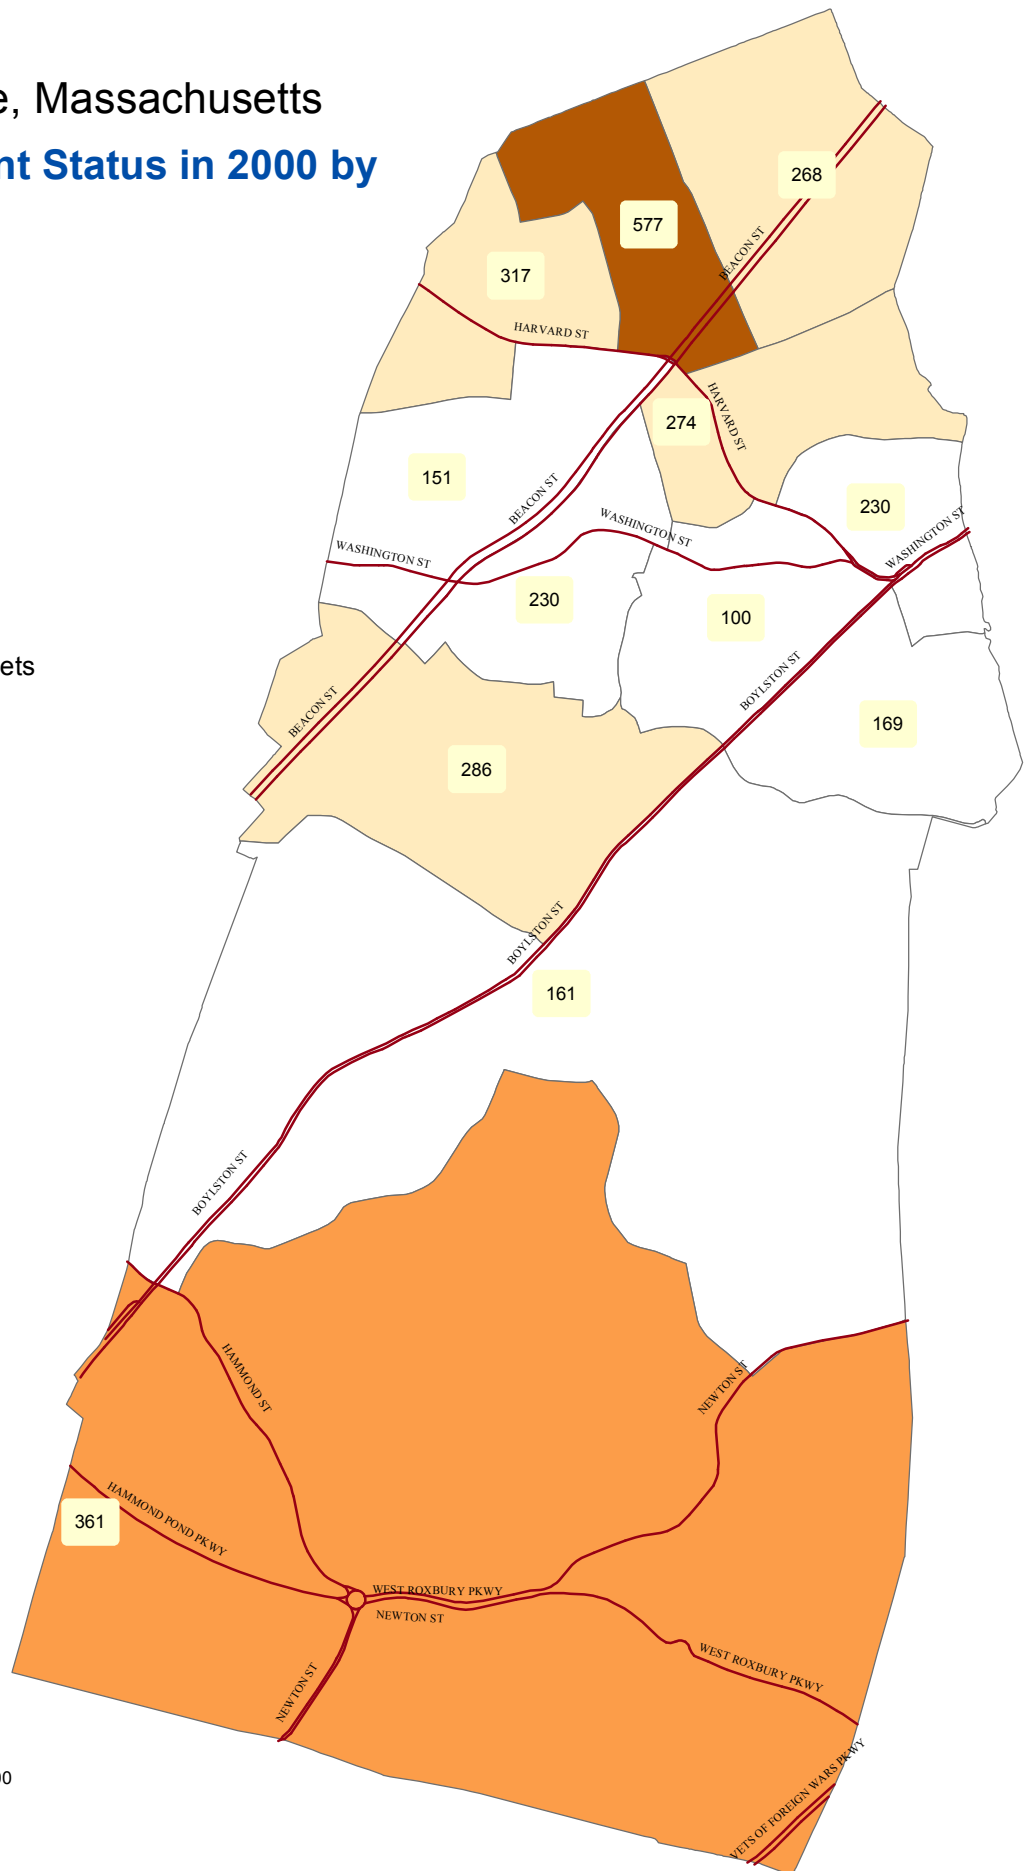 e, Massachusetts
nt Status in 2000 by
268
577
BEACON ST
317
HARVARD ST
HARVARD ST
274
151
BEACON ST
230
WASHINGTON ST
WASHINGTON ST
WASHINGTON ST
230
100
ets
BOYLSTON ST
BEACON ST
169
286
BOYLSTON ST
161
BOYLSTON ST
HAMMOND ST
NEWTON ST
HAMMOND POND PKWY
361
WEST ROXBURY PKWY
NEWTON ST
WEST ROXBURY PKWY
NEWTON ST
00
VETS OF FOREIGN WARS PKWY